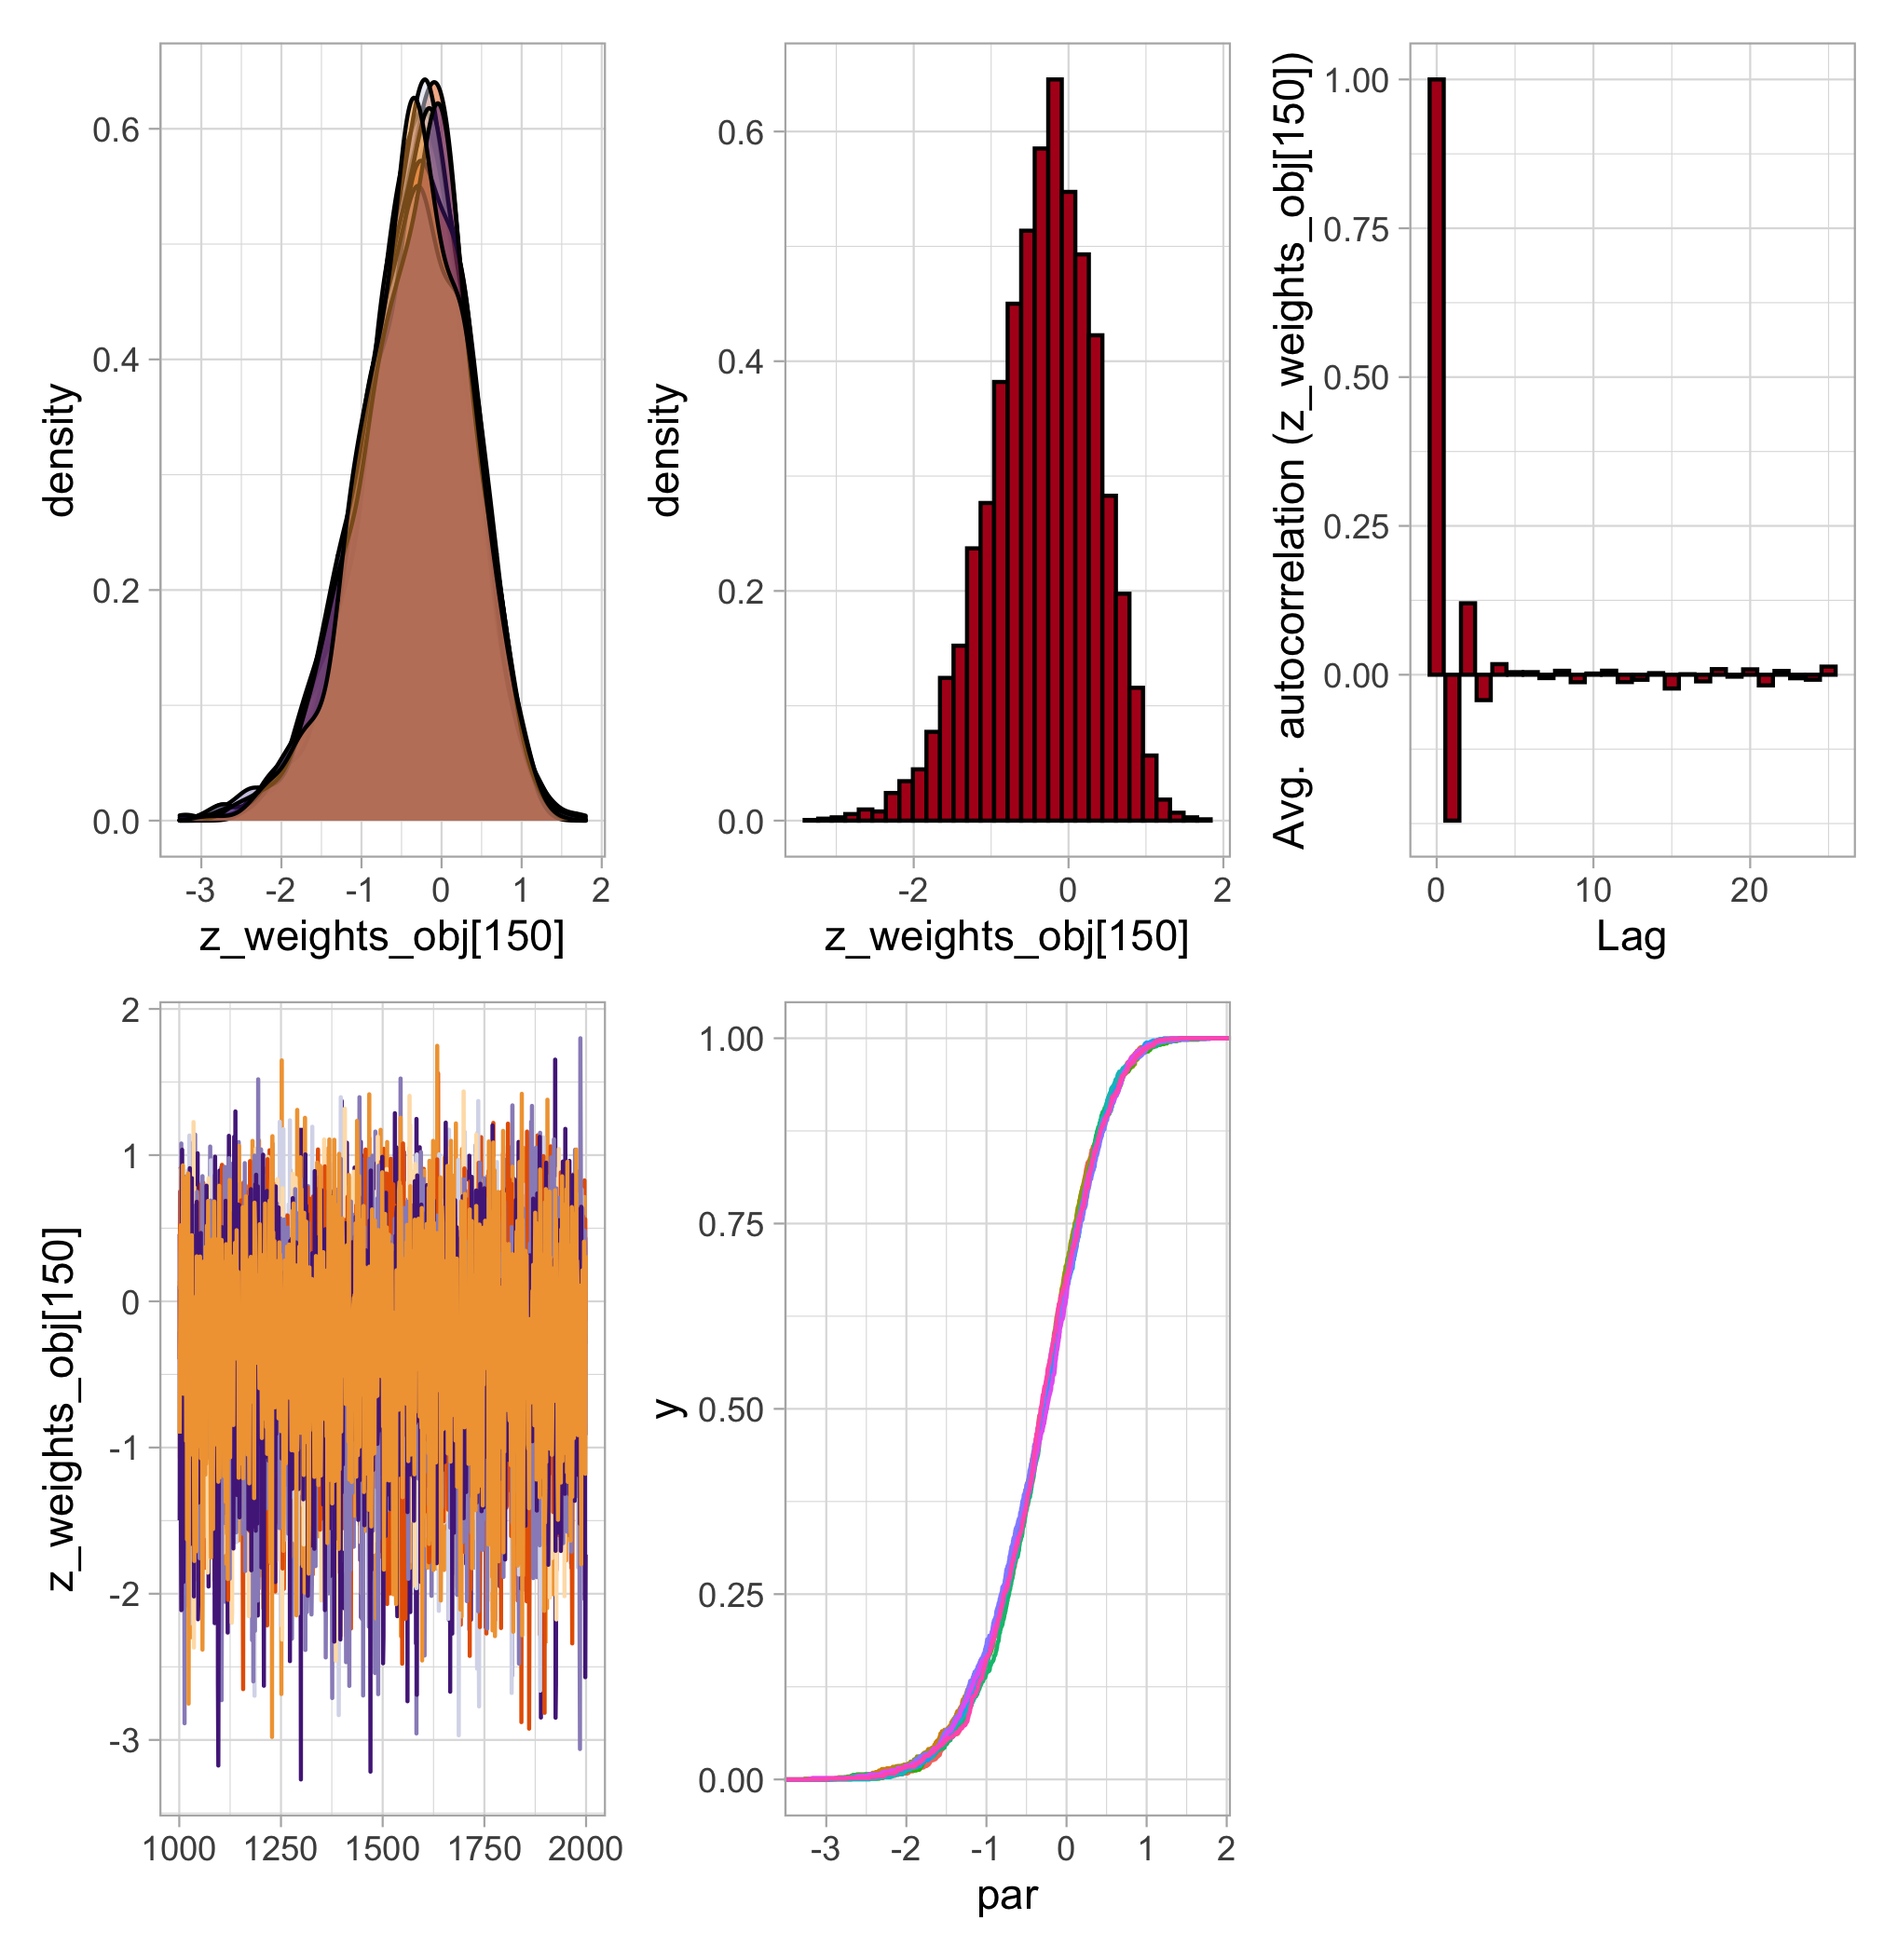 density
0.6
0.4
0.2
0.0
-3 -2 -1 0 1 2
z_weights_obj[150]
density
0.6
0.4
0.2
0.0
-2 0 2
z_weights_obj[150]
Avg. autocorrelation (z_weights_obj[150])
1.00
0.75
0.50
0.25
0.00
0 10 20
Lag
z_weights_obj[150]
2
1
0
-1
-2
-3
1000 1250 1500 1750 2000
y
1.00
0.75
0.50
0.25
0.00
-3 -2 -1 0 1 2
par